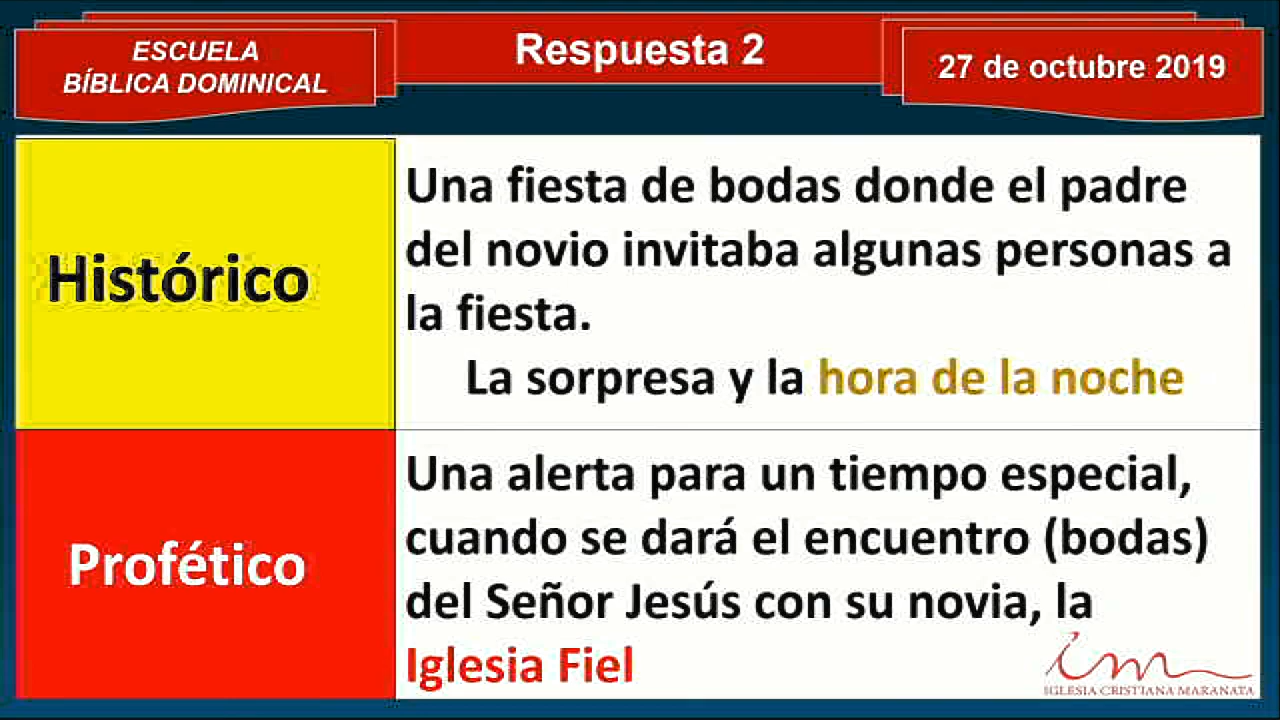 ESCUELA
BÍBLICA DOMINICAL
Respuesta 2
27 de octubre 2019
Histórico
Una fiesta de bodas donde el padre
del novio invitaba algunas personas a
la fiesta.
La sorpresa y la hora de la noche
Profético
Una alerta para un tiempo especial,
cuando se dará el encuentro (bodas)
del Señor Jesús con su novia, la
Iglesia Fiel
im
IGLESIA CRISTIANA MARANATA